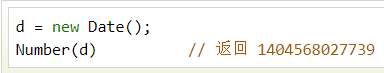 d = new Date();
Number(d)          // 返回 1404568027739